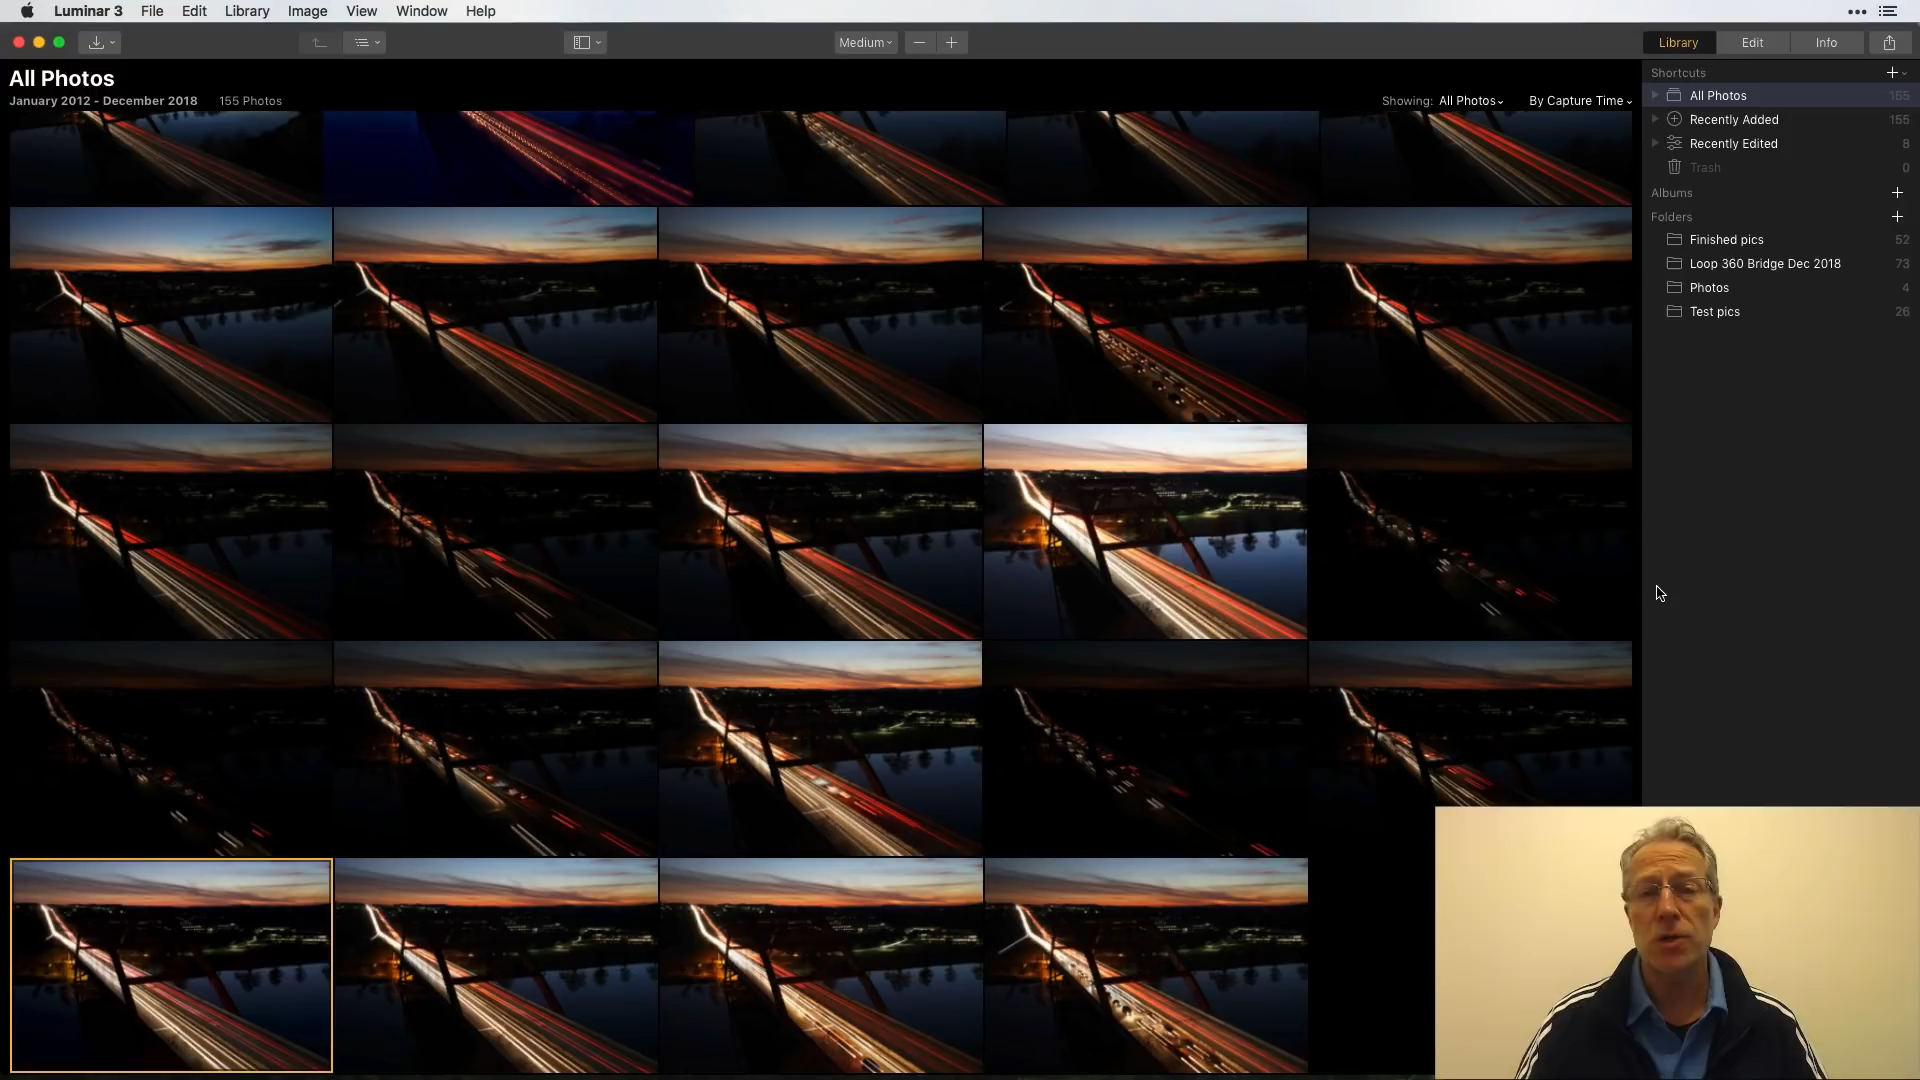 Luminar 3 File Edit Library Image View Window Help
Medium
Library Edit Info
All Photos
January 2012 - December 2018 155 Photos
Showing: All Photos By Capture Time
Shortcuts
All Photos 155
Recently Added 155
Recently Edited 8
Trash 0
Albums
Folders
Finished pics 52
Loop 360 Bridge Dec 2018 73
Photos 4
Test pics 26